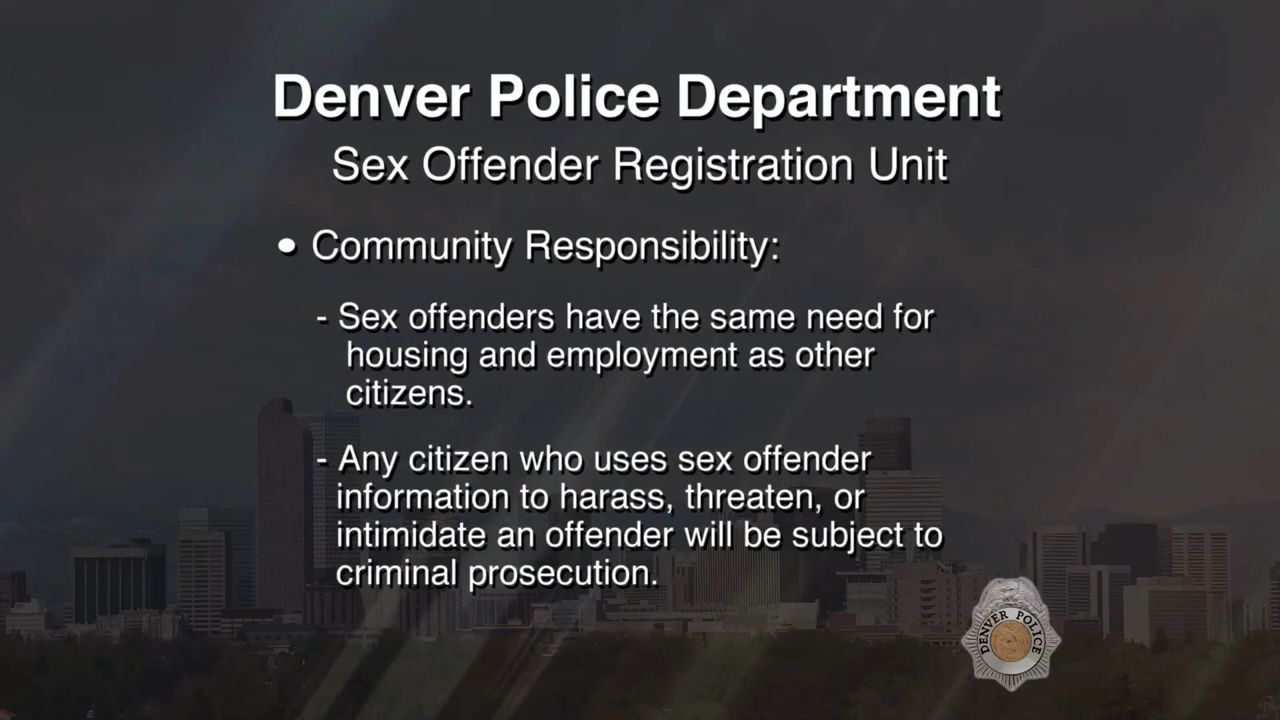 Denver Police Department
Sex Offender Registration Unit
• Community Responsibility:
- Sex offenders have the same need for
housing and employment as other
citizens.
- Any citizen who uses sex offender
information to harass, threaten, or
intimidate an offender will be subject to
criminal prosecution.
DENVER POLICE